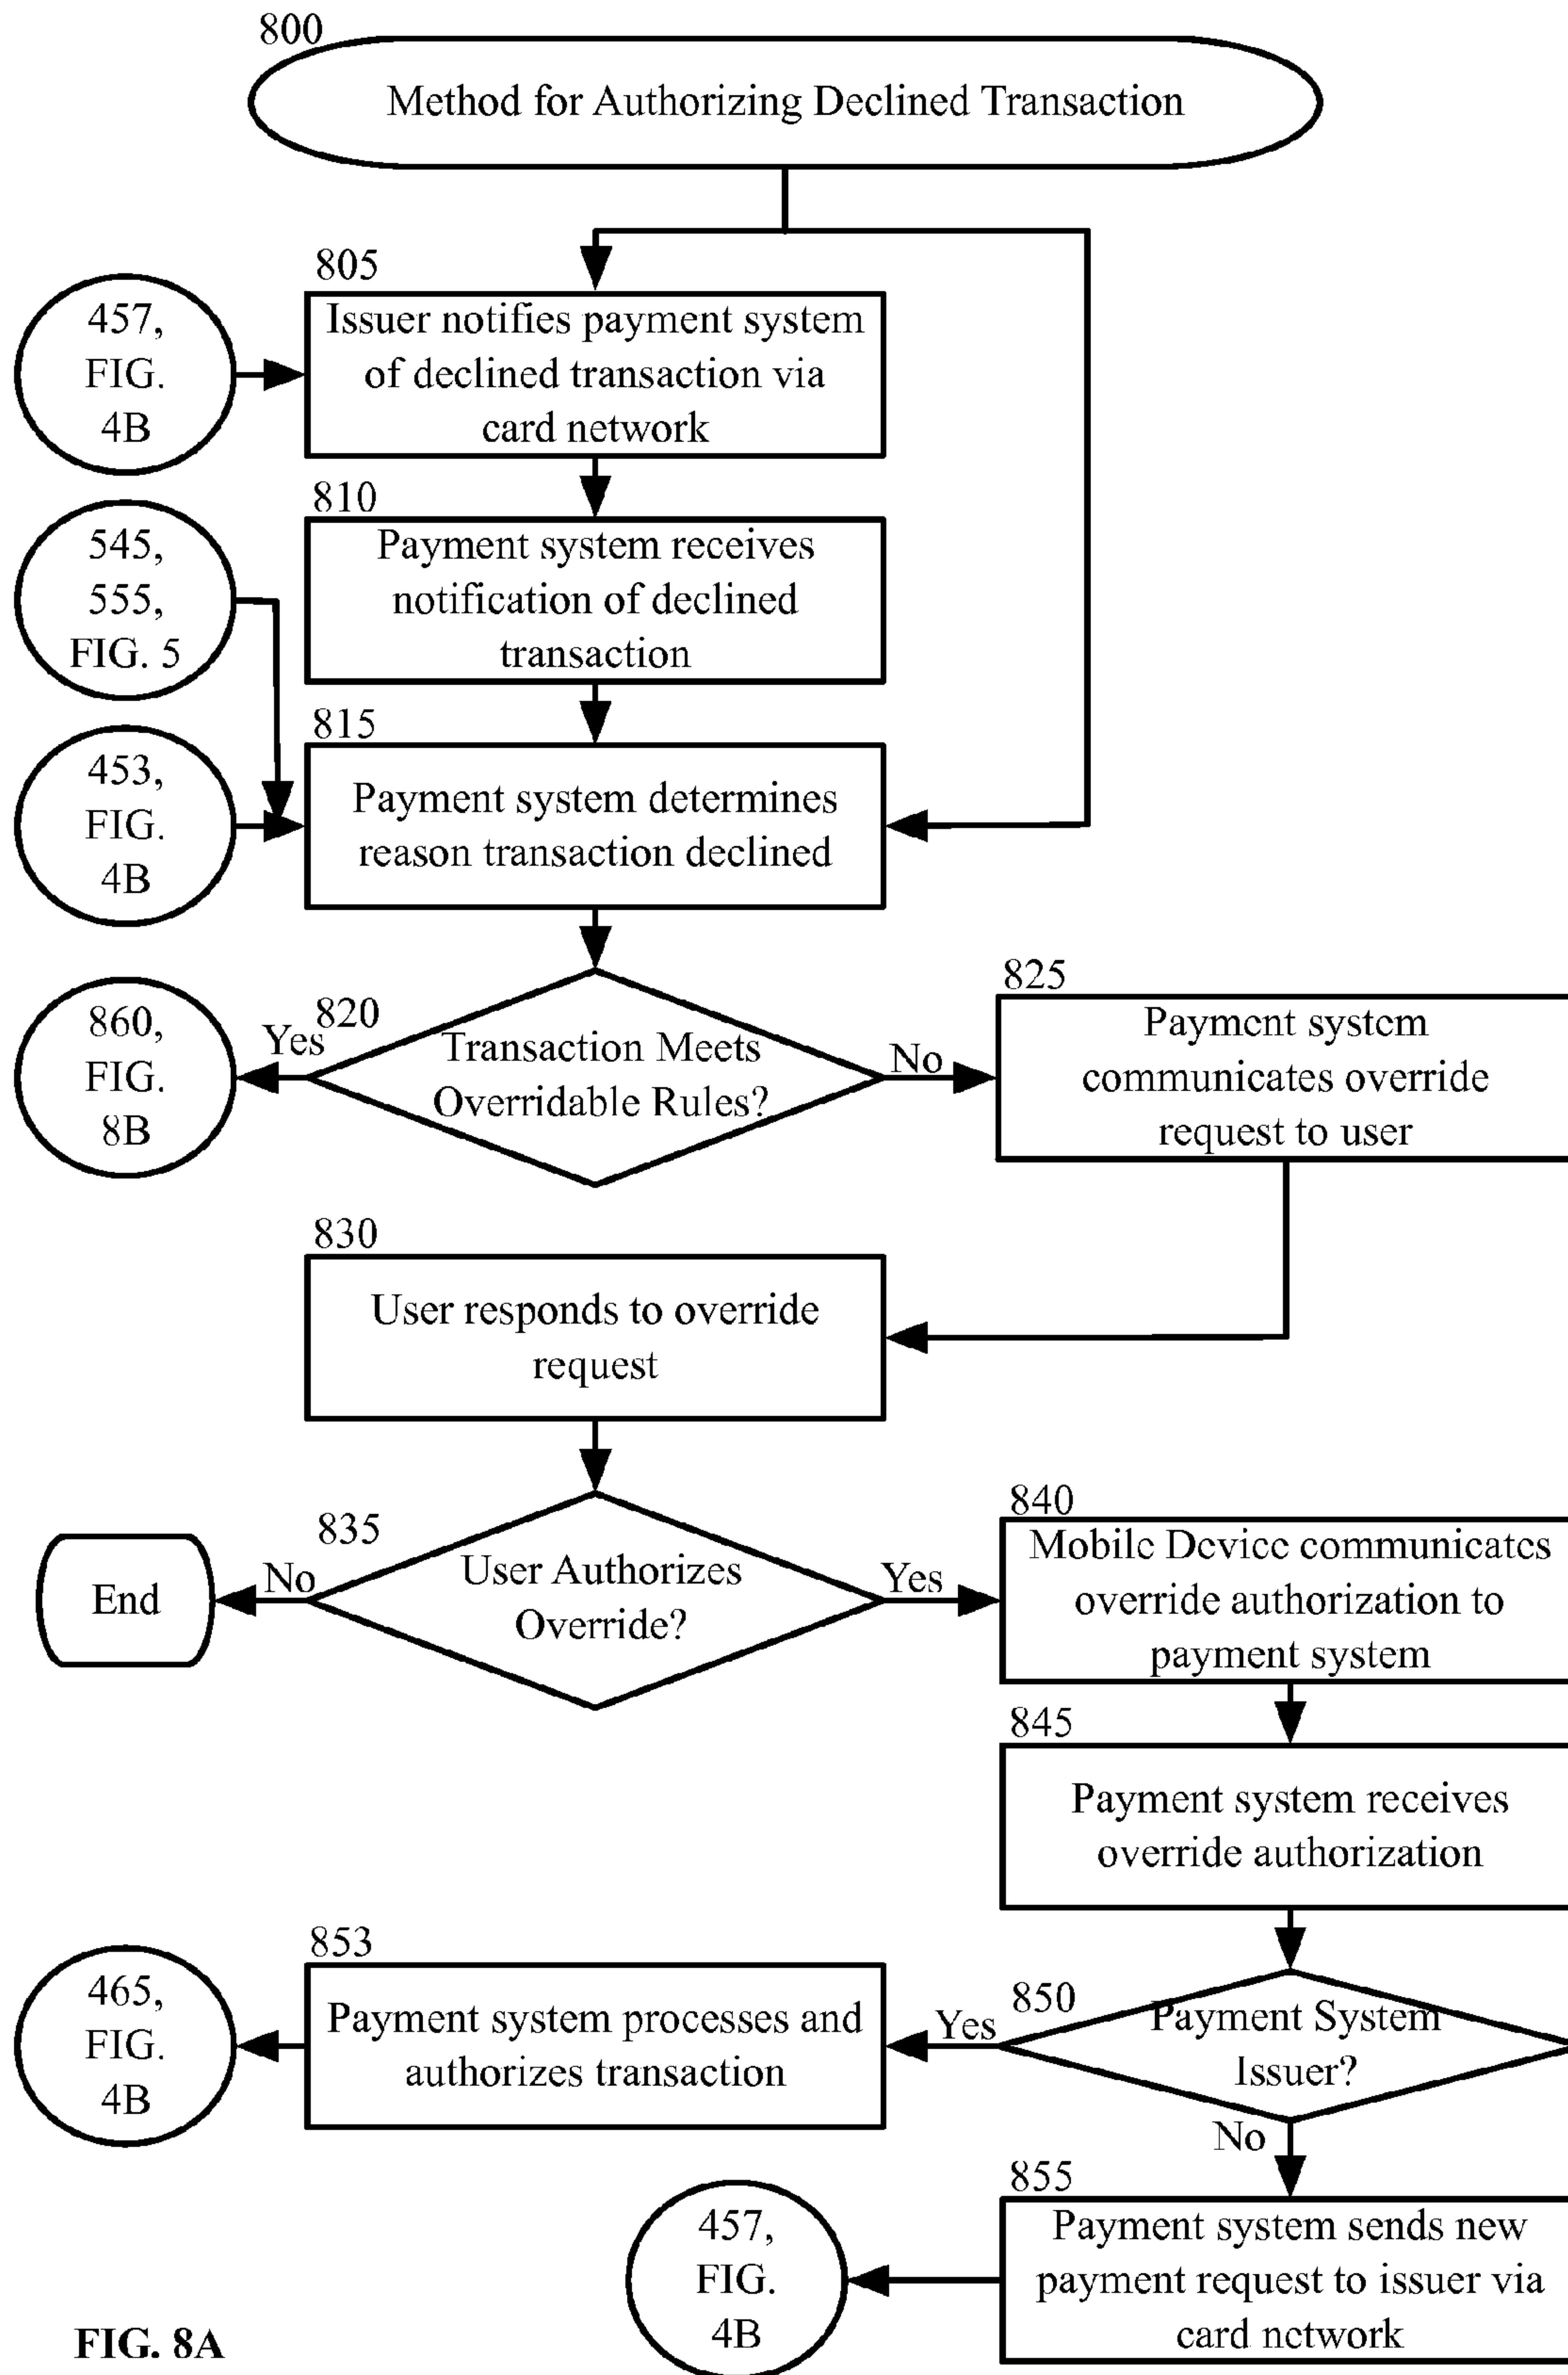 800
Method for Authorizing Declined Transaction
805
457,
FIG.
4B
Issuer notifies payment system
of declined transaction via
card network
810
545,
555,
FIG. 5
Payment system receives
notification of declined
transaction
815
453,
FIG.
4B
Payment system determines
reason transaction declined
860,
FIG.
8B
Yes
820
Transaction Meets
Overridable Rules?
No
825
Payment system
communicates override
request to user
830
User responds to override
request
835
End
No
User Authorizes
Override?
Yes
840
Mobile Device communicates
override authorization to
payment system
845
Payment system receives
override authorization
853
465,
FIG.
4B
Payment system processes and
authorizes transaction
Yes
850
Payment System
Issuer?
No
855
457,
FIG.
4B
Payment system sends new
payment request to issuer via
card network
FIG. 8A